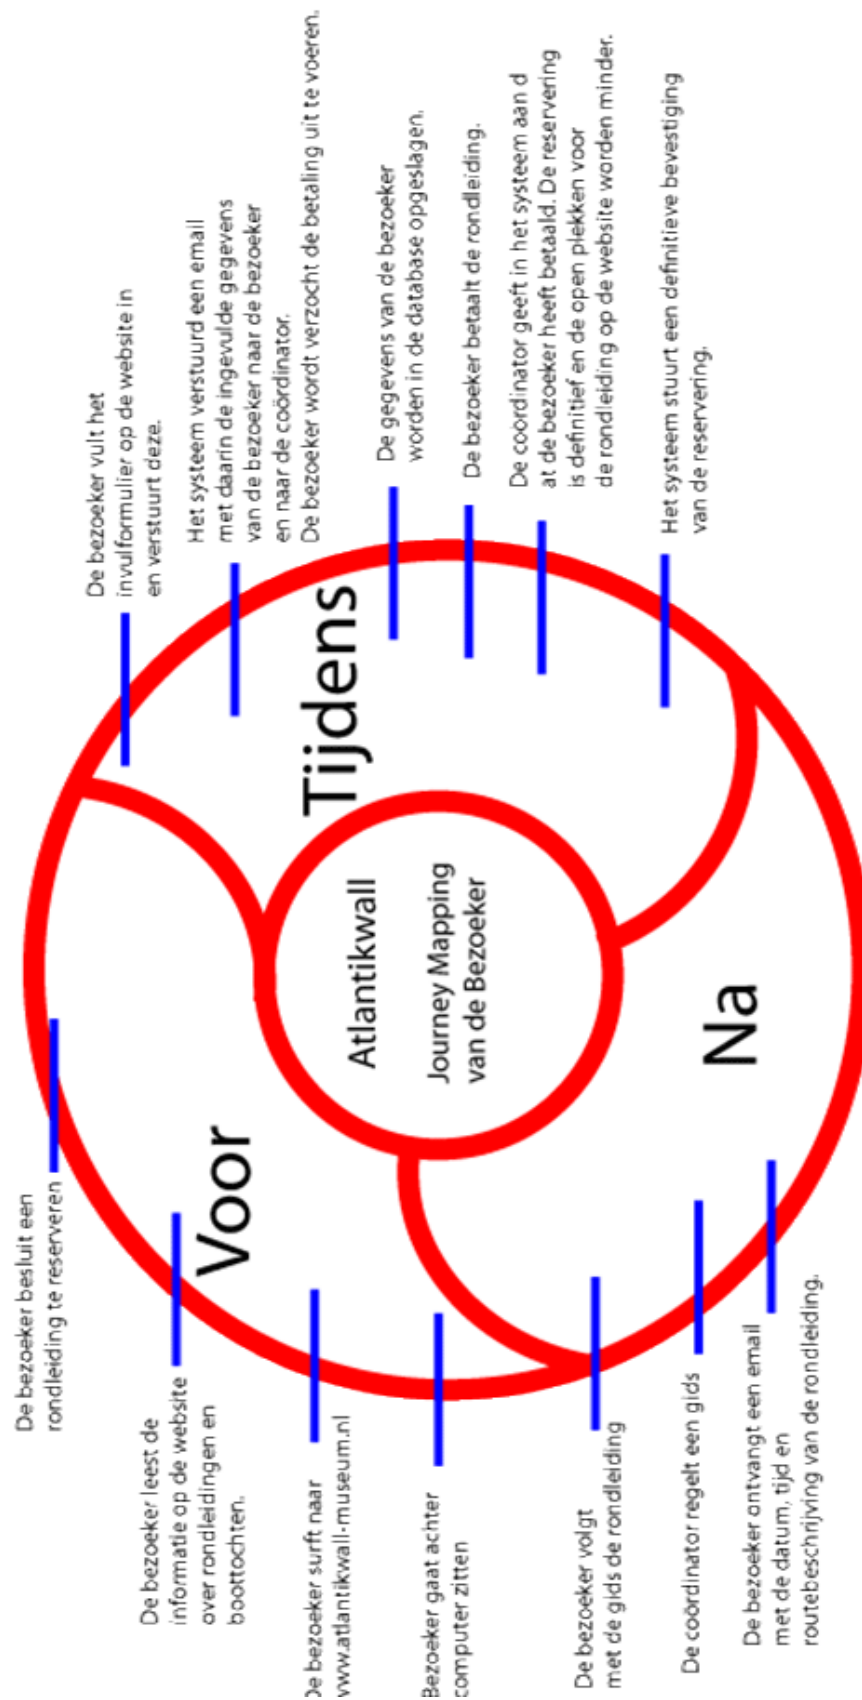 Atlantikwall
Journey Mapping
van de Bezoeker
Voor
Bezoeker gaat achter
computer zitten
De bezoeker surft naar
www.atlantikwall-museum.nl
De bezoeker leest de
informatie op de website
over rondleidingen en
boottochten.
De bezoeker besluit een
rondleiding te reserveren
Tijdens
De bezoeker vult het
invulformulier op de website in
en verstuurt deze.
Het systeem verstuurd een email
met daarin de ingevulde gegevens
van de bezoeker naar de bezoeker
en naar de coördinator.
De bezoeker wordt verzocht de betaling uit te voeren.
De gegevens van de bezoeker
worden in de database opgeslagen.
De bezoeker betaalt de rondleiding.
De coördinator geeft in het systeem aan d
at de bezoeker heeft betaald. De reservering
is definitief en de open plekken voor
de rondleiding op de website worden minder.
Het systeem stuurt een definitieve bevestiging
van de reservering.
Na
De bezoeker ontvangt een email
met de datum, tijd en
routebeschrijving van de rondleiding.
De coördinator regelt een gids
De bezoeker volgt
met de gids de rondleiding